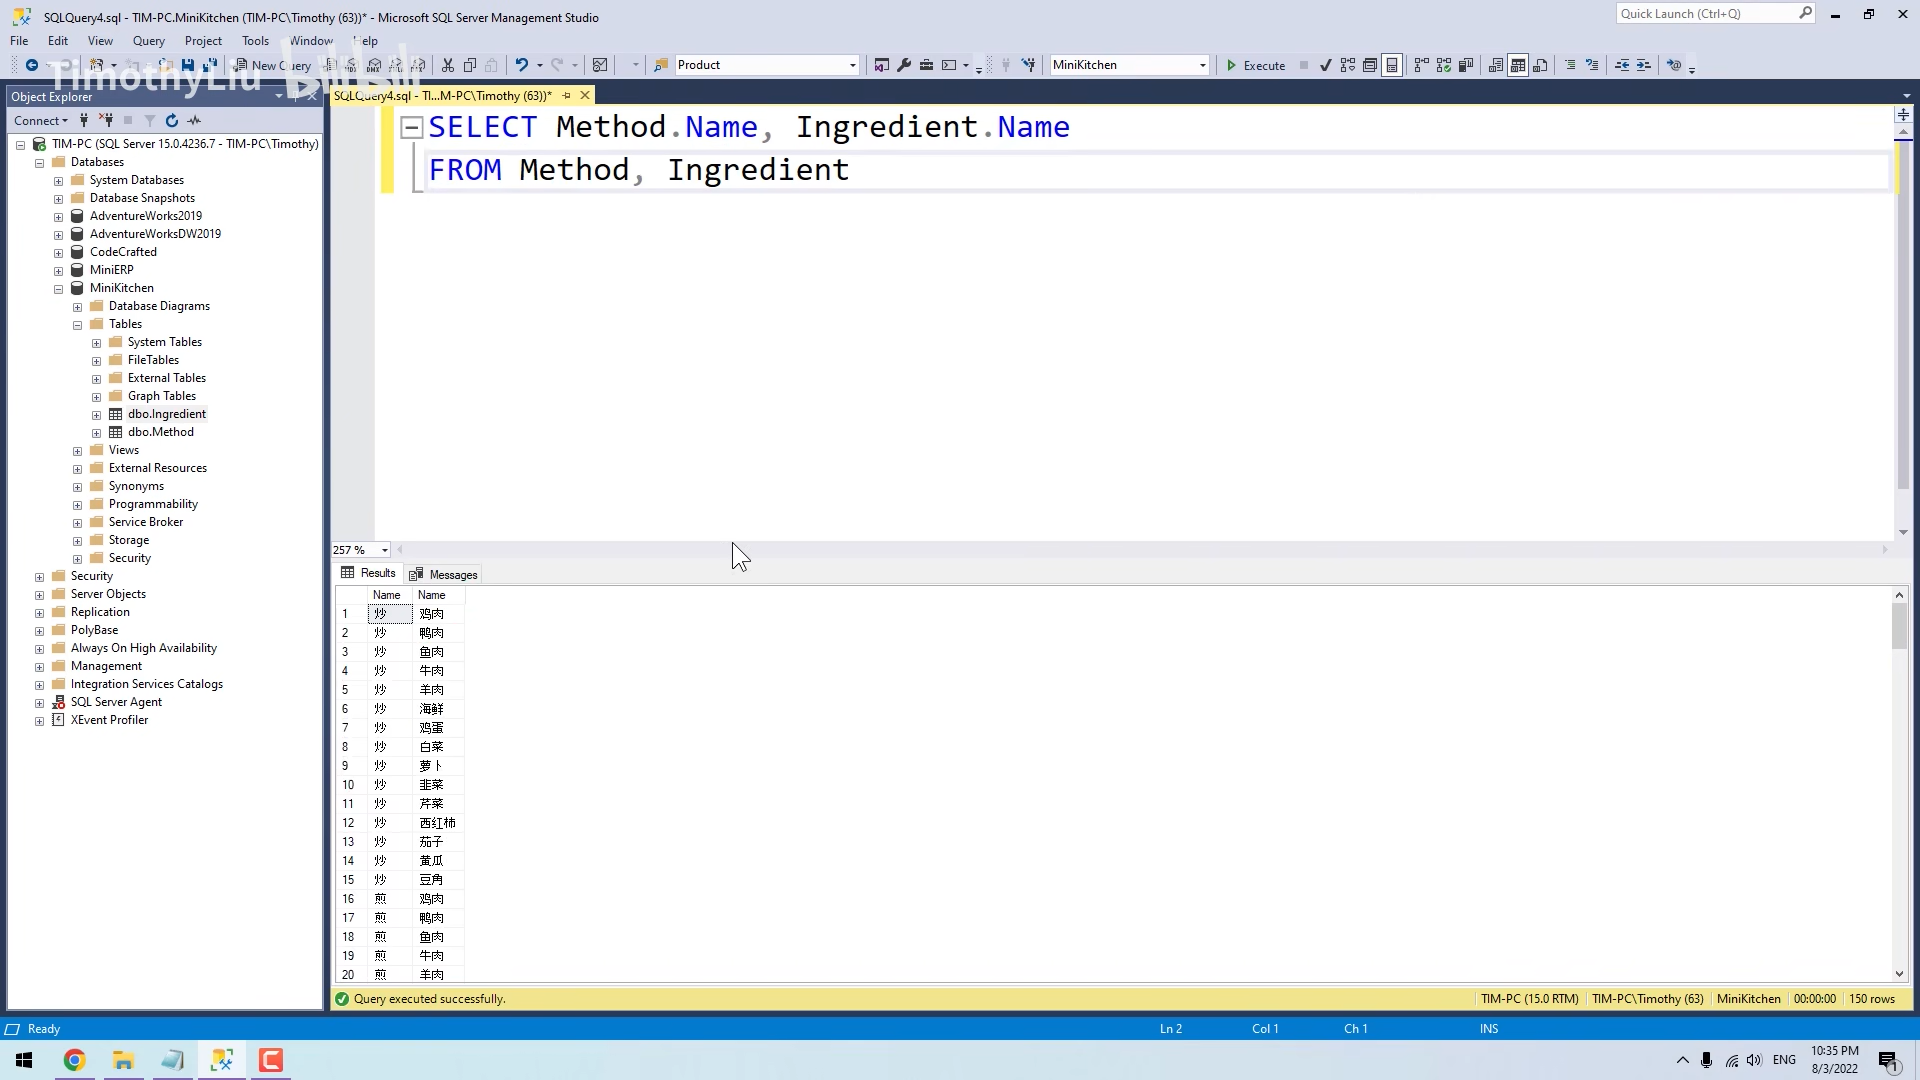 SQLQuery4.sql - TIM-PC.MiniKitchen (TIM-PC\Timothy (63))* - Microsoft SQL Server Management Studio
Quick Launch (Ctrl+Q)
File Edit View Query Project Tools Window Help
New Query
Product
MiniKitchen
Execute
TimothyLiu bilibili
Object Explorer
SQLQuery4.sql - TI...M-PC\Timothy (63))*
Connect
TIM-PC (SQL Server 15.0.4236.7 - TIM-PC\Timothy)
Databases
System Databases
Database Snapshots
AdventureWorks2019
AdventureWorksDW2019
CodeCrafted
MiniERP
MiniKitchen
Database Diagrams
Tables
System Tables
FileTables
External Tables
Graph Tables
dbo.Ingredient
dbo.Method
Views
External Resources
Synonyms
Programmability
Service Broker
Storage
Security
Security
Server Objects
Replication
PolyBase
Always On High Availability
Management
Integration Services Catalogs
SQL Server Agent
XEvent Profiler
SELECT Method.Name, Ingredient.Name
FROM Method, Ingredient
257 %
Results Messages
Name Name
1 炒 鸡肉
2 炒 鸭肉
3 炒 鱼肉
4 炒 牛肉
5 炒 羊肉
6 炒 海鲜
7 炒 鸡蛋
8 炒 白菜
9 炒 萝卜
10 炒 韭菜
11 炒 芹菜
12 炒 西红柿
13 炒 茄子
14 炒 黄瓜
15 炒 豆角
16 煎 鸡肉
17 煎 鸭肉
18 煎 鱼肉
19 煎 牛肉
20 煎 羊肉
Query executed successfully.
TIM-PC (15.0 RTM) TIM-PC\Timothy (63) MiniKitchen 00:00:00 150 rows
Ready
Ln 2 Col 1 Ch 1 INS
ENG
10:35 PM
8/3/2022
1